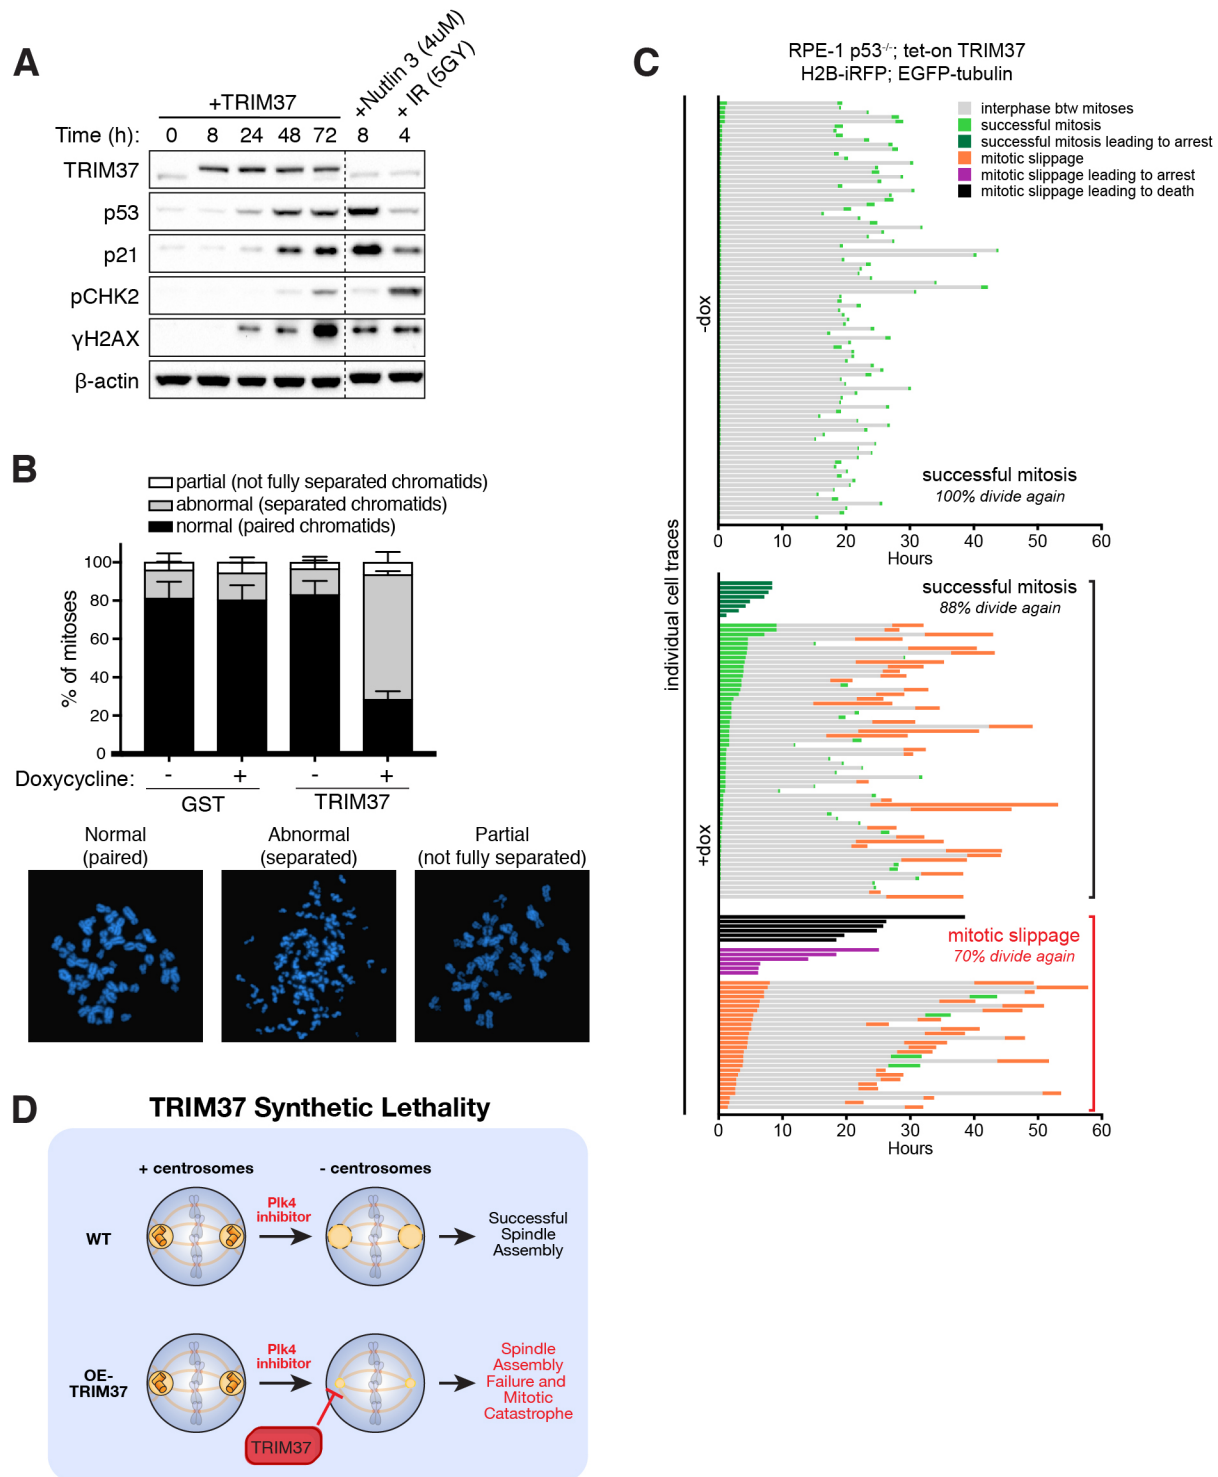 A
+TRIM37
+Nutlin 3 (4uM)
+ IR (5GY)
Time (h): 0 8 24 48 72 8 4
TRIM37
p53
p21
pCHK2
γH2AX
β-actin
B
partial (not fully separated chromatids)
abnormal (separated chromatids)
normal (paired chromatids)
% of mitoses
100
80
60
40
20
0
Doxycycline: - + - +
GST TRIM37
Normal
(paired)
Abnormal
(separated)
Partial
(not fully separated)
C
RPE-1 p53-/-; tet-on TRIM37
H2B-iRFP; EGFP-tubulin
interphase btw mitoses
successful mitosis
successful mitosis leading to arrest
mitotic slippage
mitotic slippage leading to arrest
mitotic slippage leading to death
individual cell traces
-dox
successful mitosis
100% divide again
0 10 20 30 40 50 60
Hours
+dox
successful mitosis
88% divide again
mitotic slippage
70% divide again
0 10 20 30 40 50 60
Hours
D
TRIM37 Synthetic Lethality
+ centrosomes - centrosomes
WT
Plk4
inhibitor
Successful
Spindle
Assembly
OE-
TRIM37
Plk4
inhibitor
TRIM37
Spindle
Assembly
Failure and
Mitotic
Catastrophe